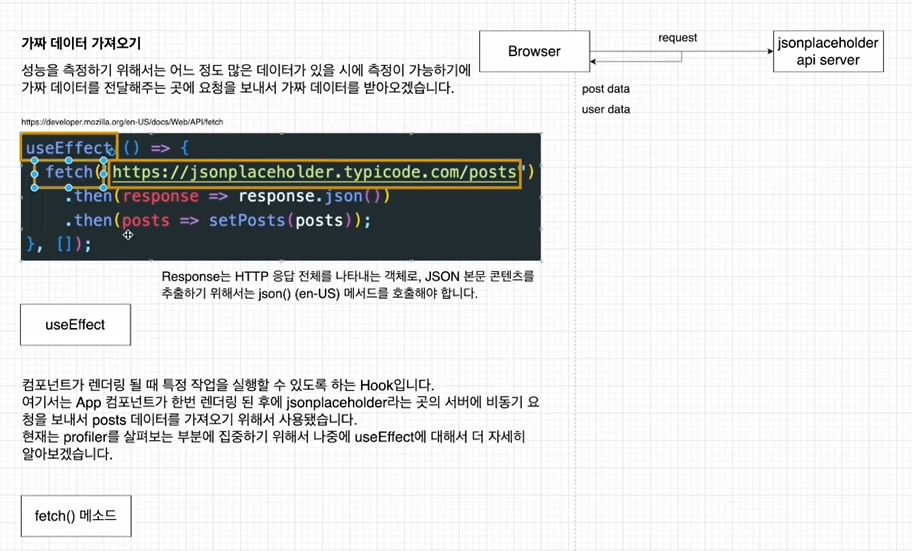 가짜 데이터 가져오기
성능을 측정하기 위해서는 어느 정도 많은 데이터가 있을 시에 측정이 가능하기에
가짜 데이터를 전달해주는 곳에 요청을 보내서 가짜 데이터를 받아오겠습니다.
Browser
request
jsonplaceholder
api server
post data
user data
https://developer.mozilla.org/en-US/docs/Web/API/fetch
useEffect(() => {
fetch("https://jsonplaceholder.typicode.com/posts")
.then(response => response.json())
.then(posts => setPosts(posts));
}, []);
Response는 HTTP 응답 전체를 나타내는 객체로, JSON 본문 콘텐츠를
추출하기 위해서는 json() (en-US) 메서드를 호출해야 합니다.
useEffect
컴포넌트가 렌더링 될 때 특정 작업을 실행할 수 있도록 하는 Hook입니다.
여기서는 App 컴포넌트가 한번 렌더링 된 후에 jsonplaceholder라는 곳의 서버에 비동기 요
청을 보내서 posts 데이터를 가져오기 위해서 사용됐습니다.
현재는 profiler를 살펴보는 부분에 집중하기 위해서 나중에 useEffect에 대해서 더 자세히
알아보겠습니다.
fetch() 메소드